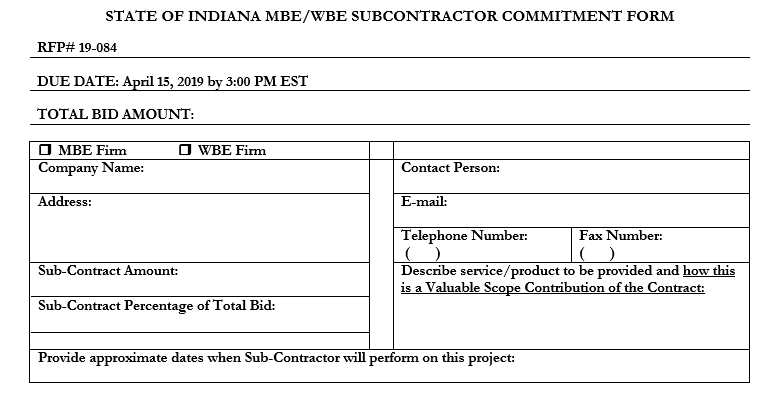 STATE OF INDIANA MBE/WBE SUBCONTRACTOR COMMITMENT FORM
RFP# 19-084
DUE DATE: April 15, 2019 by 3:00 PM EST
TOTAL BID AMOUNT:
❒ MBE Firm ❒ WBE Firm
Company Name:
Contact Person:
Address:
E-mail:
Telephone Number:
( )
Fax Number:
( )
Sub-Contract Amount:
Sub-Contract Percentage of Total Bid:
Describe service/product to be provided and how this
is a Valuable Scope Contribution of the Contract:
Provide approximate dates when Sub-Contractor will perform on this project: